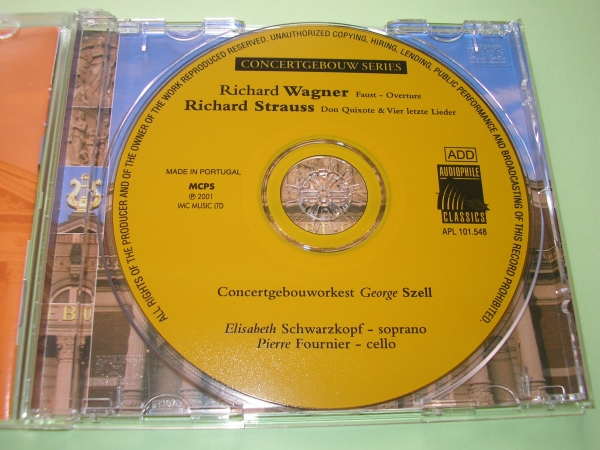 ALL RIGHTS OF THE PRODUCER AND OF THE OWNER OF THE WORK REPRODUCED RESERVED. UNAUTHORIZED COPYING, HIRING, LENDING, PUBLIC PERFORMANCE AND BROADCASTING OF THIS RECORD PROHIBITED.
CONCERTGEBOUW SERIES
Richard Wagner Faust - Overture
Richard Strauss Don Quixote & Vier letzte Lieder
MADE IN PORTUGAL
MCPS
℗ 2001
IMC MUSIC LTD
ADD
AUDIOPHILE
CLASSICS
APL 101.548
Concertgebouworkest George Szell
Elisabeth Schwarzkopf - soprano
Pierre Fournier - cello